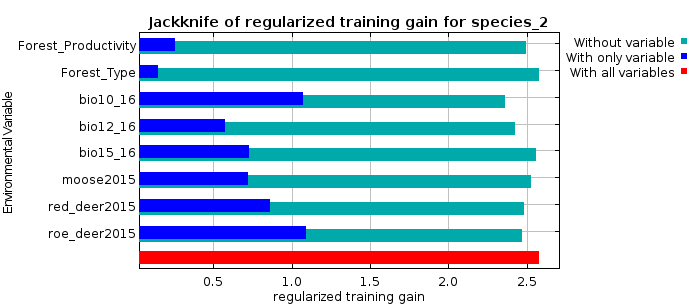 Jackknife of regularized training gain for species_2
Without variable
With only variable
With all variables
Environmental Variable
Forest_Productivity
Forest_Type
bio10_16
bio12_16
bio15_16
moose2015
red_deer2015
roe_deer2015
0.5 1.0 1.5 2.0 2.5
regularized training gain